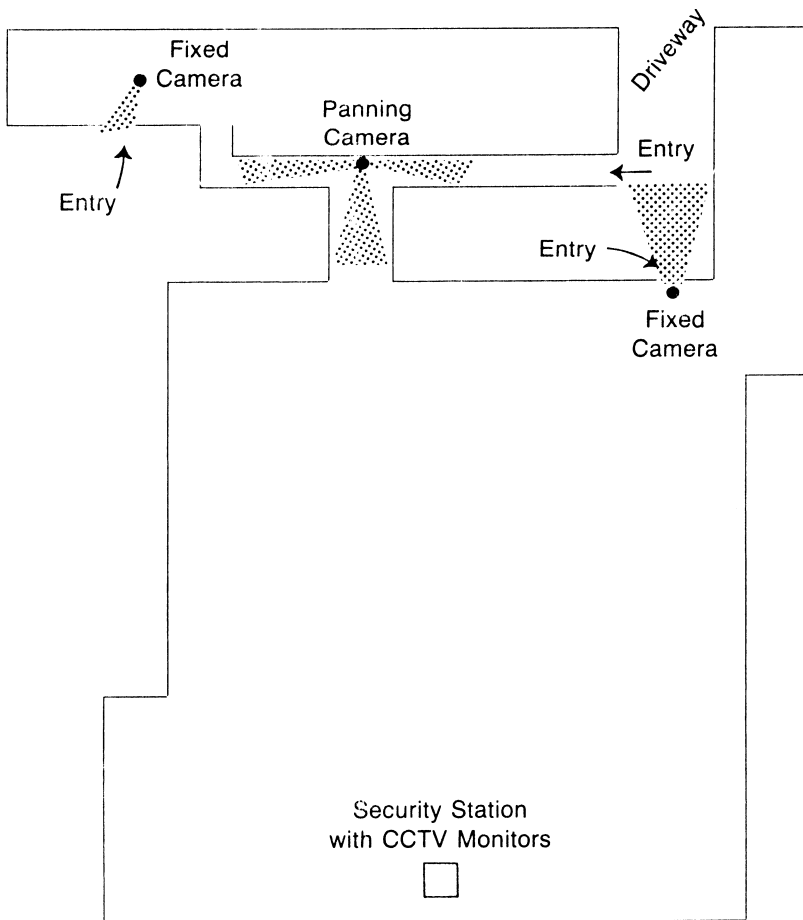 Fixed
Camera
Driveway
Panning
Camera
Entry
Entry
Entry
Fixed
Camera
Security Station
with CCTV Monitors